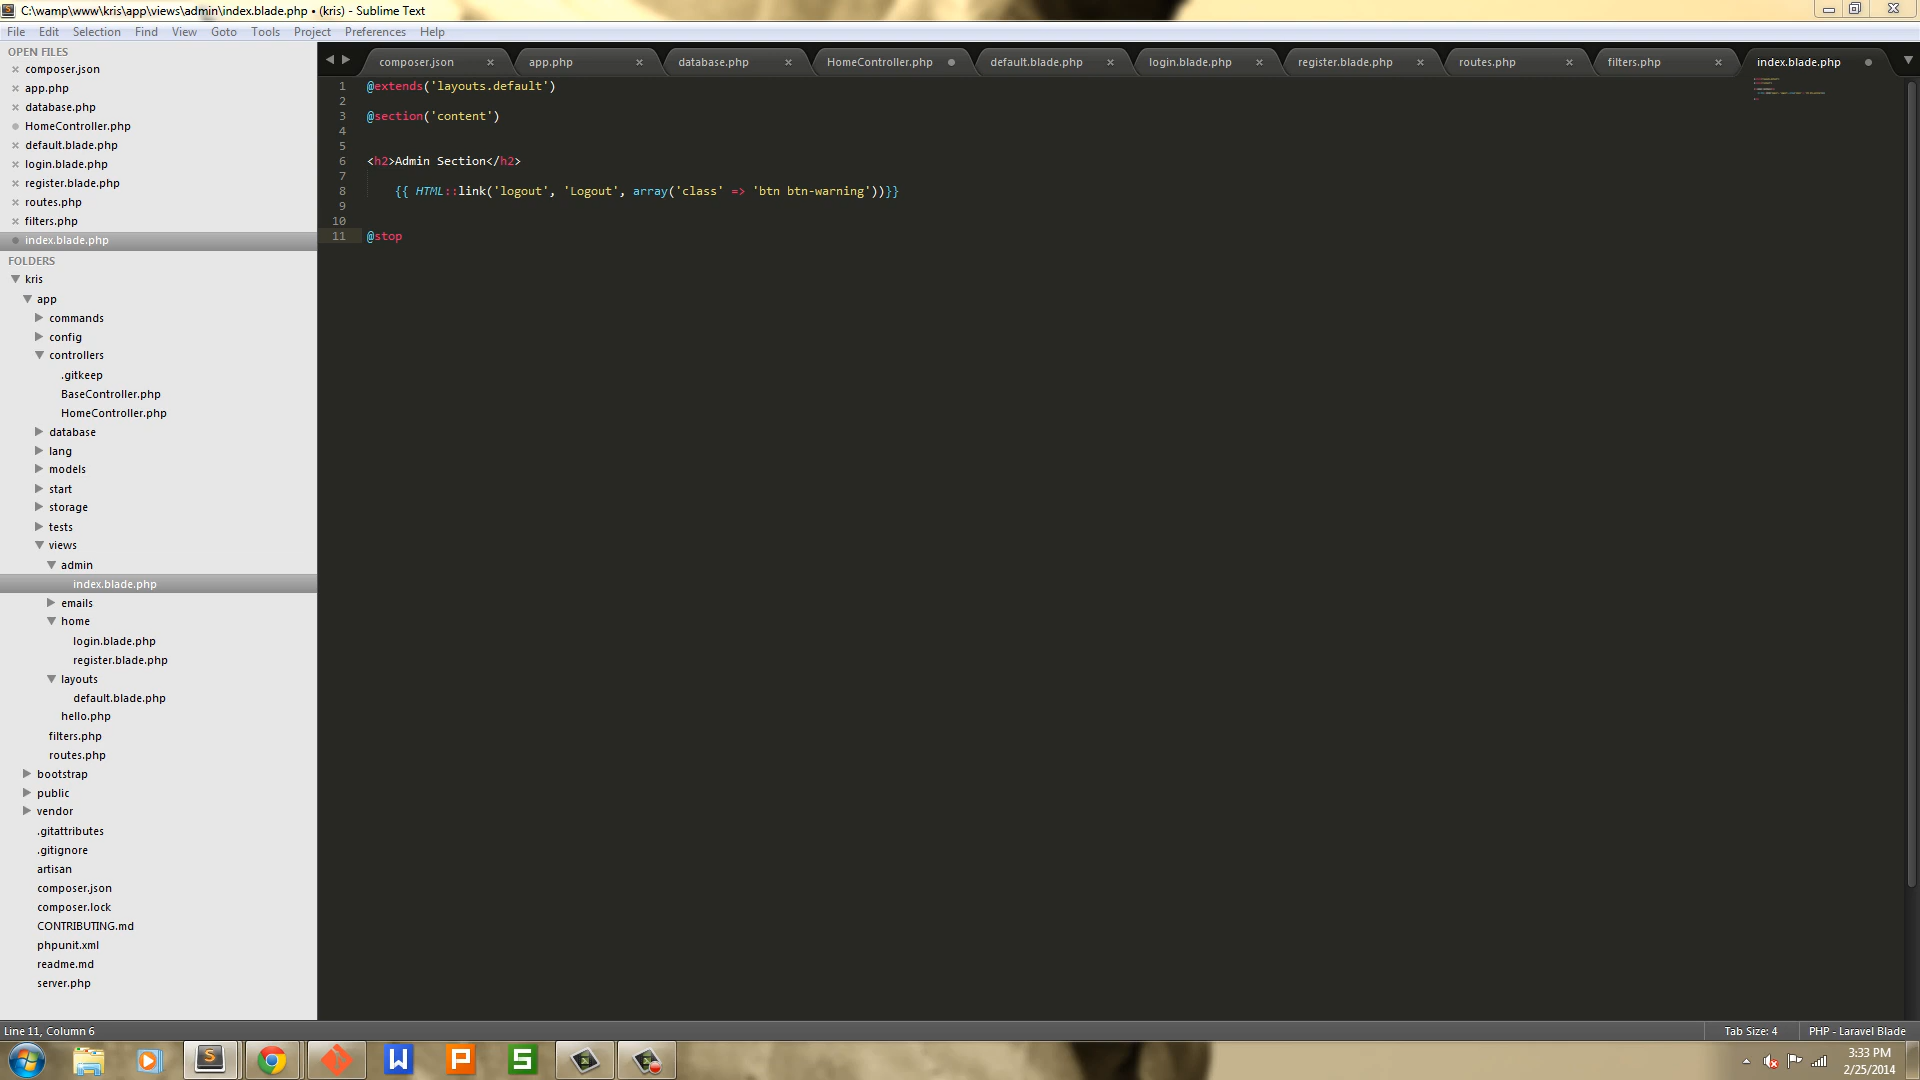 C:\wamp\www\kris\app\views\admin\index.blade.php • (kris) - Sublime Text
File Edit Selection Find View Goto Tools Project Preferences Help
OPEN FILES
composer.json
app.php
database.php
HomeController.php
default.blade.php
login.blade.php
register.blade.php
routes.php
filters.php
index.blade.php
FOLDERS
kris
app
commands
config
controllers
.gitkeep
BaseController.php
HomeController.php
database
lang
models
start
storage
tests
views
admin
index.blade.php
emails
home
login.blade.php
register.blade.php
layouts
default.blade.php
hello.php
filters.php
routes.php
bootstrap
public
vendor
.gitattributes
.gitignore
artisan
composer.json
composer.lock
CONTRIBUTING.md
phpunit.xml
readme.md
server.php
composer.json app.php database.php HomeController.php default.blade.php login.blade.php register.blade.php routes.php filters.php index.blade.php
1 @extends('layouts.default')
2
3 @section('content')
4
5
6 <h2>Admin Section</h2>
7
8 {{ HTML::link('logout', 'Logout', array('class' => 'btn btn-warning'))}}
9
10
11 @stop
Line 11, Column 6
Tab Size: 4
PHP - Laravel Blade
3:33 PM
2/25/2014